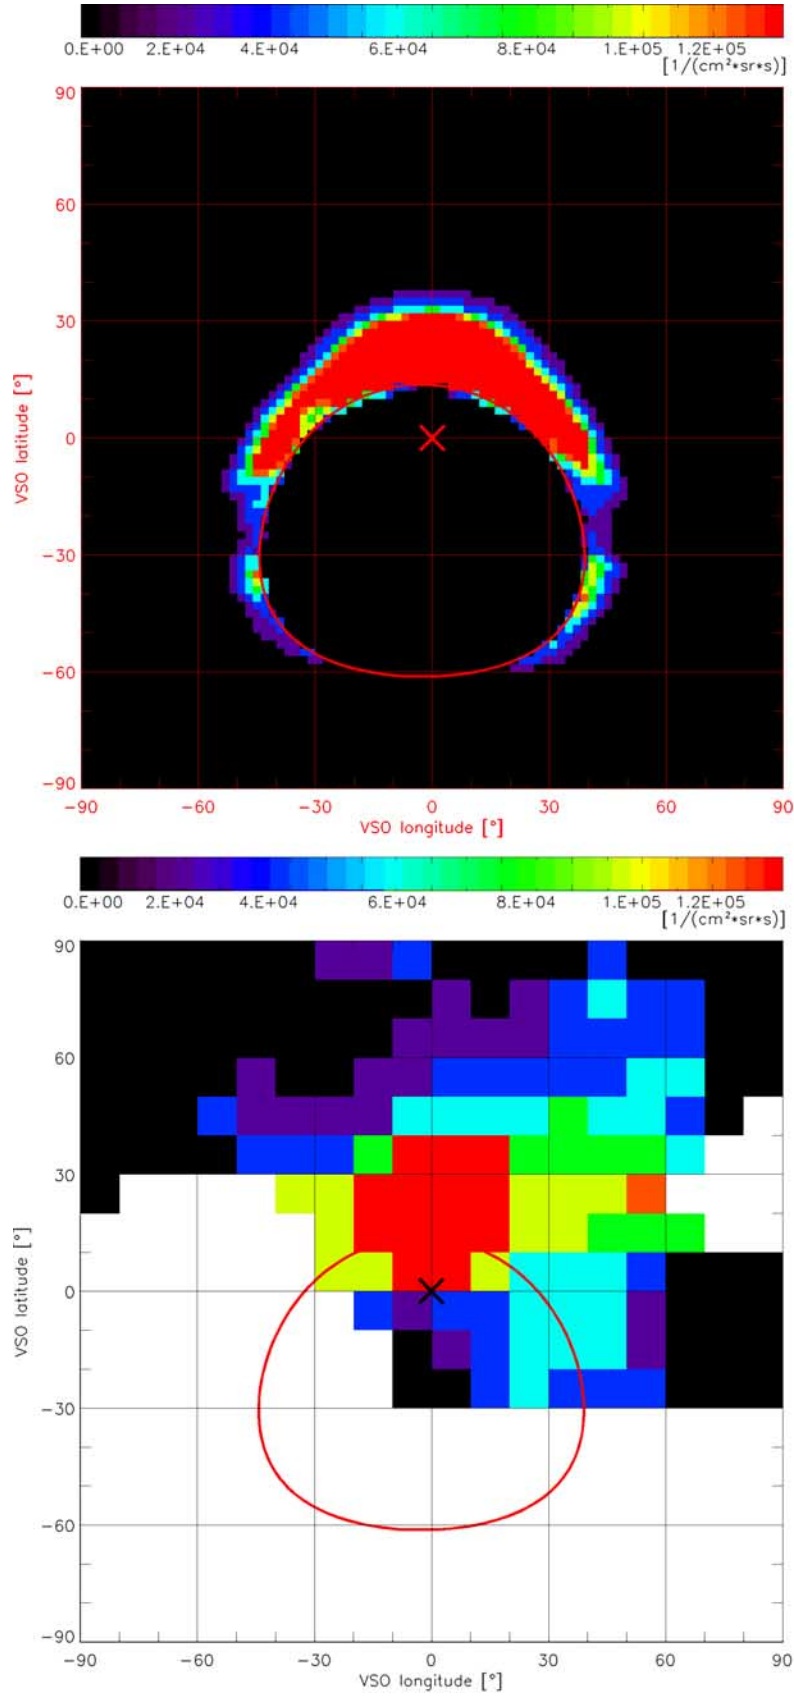 0.E+00 2.E+04 4.E+04 6.E+04 8.E+04 1.E+05 1.2E+05
[1/(cm²*sr*s)]
90
60
30
0
−30
−60
−90
VSO latitude [°]
−90 −60 −30 0 30 60 90
VSO longitude [°]
0.E+00 2.E+04 4.E+04 6.E+04 8.E+04 1.E+05 1.2E+05
[1/(cm²*sr*s)]
90
60
30
0
−30
−60
−90
VSO latitude [°]
−90 −60 −30 0 30 60 90
VSO longitude [°]